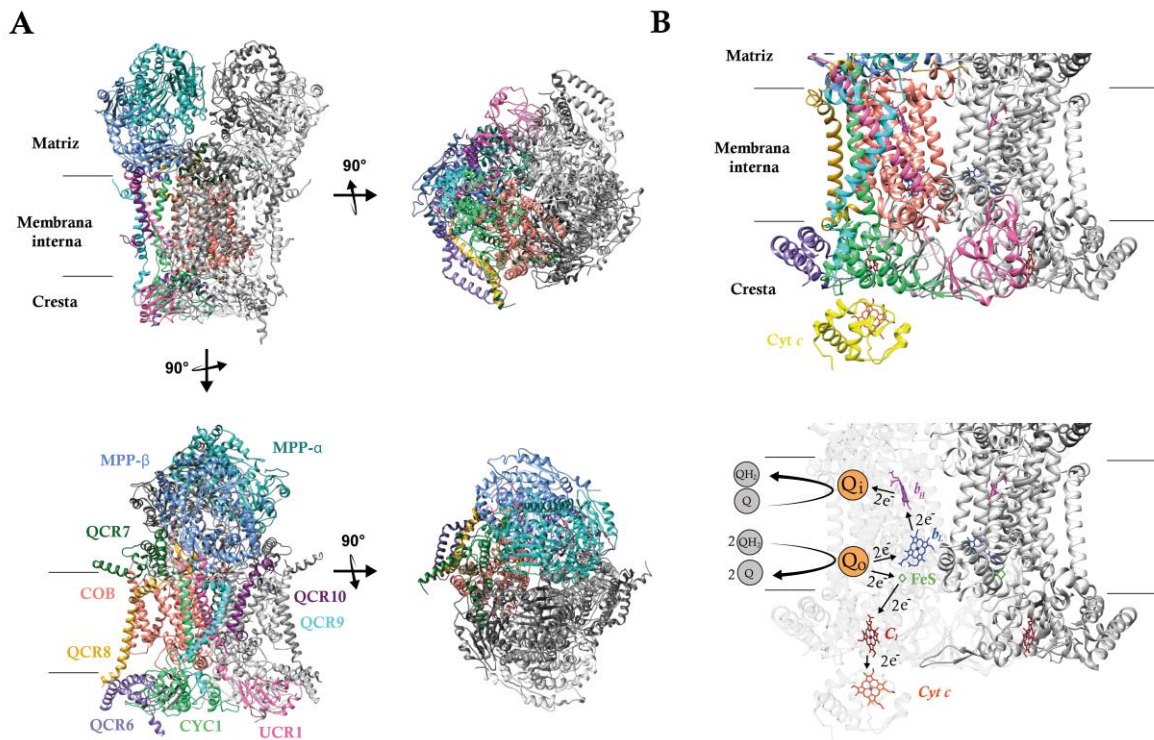 A
B
Matriz
Membrana
interna
Cresta
90°
90°
Matriz
Membrana
interna
Cresta
Cyt c
MPP-β
MPP-α
QCR7
COB
QCR8
QCR6
CYC1
UCR1
QCR10
QCR9
90°
QH₂
Q
Qi
2e⁻
bH
2e⁻
2 QH₂
2 Q
Qo
2e⁻
bL
2e⁻
FeS
2e⁻
C₁
2e⁻
Cyt c